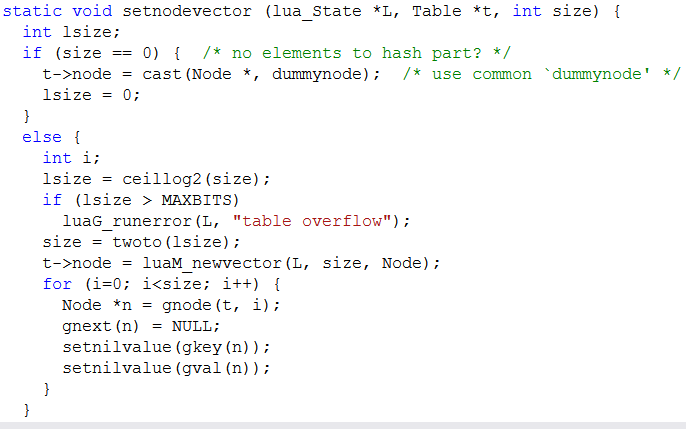 static void setnodevector (lua_State *L, Table *t, int size) {
  int lsize;
  if (size == 0) {  /* no elements to hash part? */
    t->node = cast(Node *, dummynode);  /* use common `dummynode' */
    lsize = 0;
  }
  else {
    int i;
    lsize = ceillog2(size);
    if (lsize > MAXBITS)
      luaG_runerror(L, "table overflow");
    size = twoto(lsize);
    t->node = luaM_newvector(L, size, Node);
    for (i=0; i<size; i++) {
      Node *n = gnode(t, i);
      gnext(n) = NULL;
      setnilvalue(gkey(n));
      setnilvalue(gval(n));
    }
  }